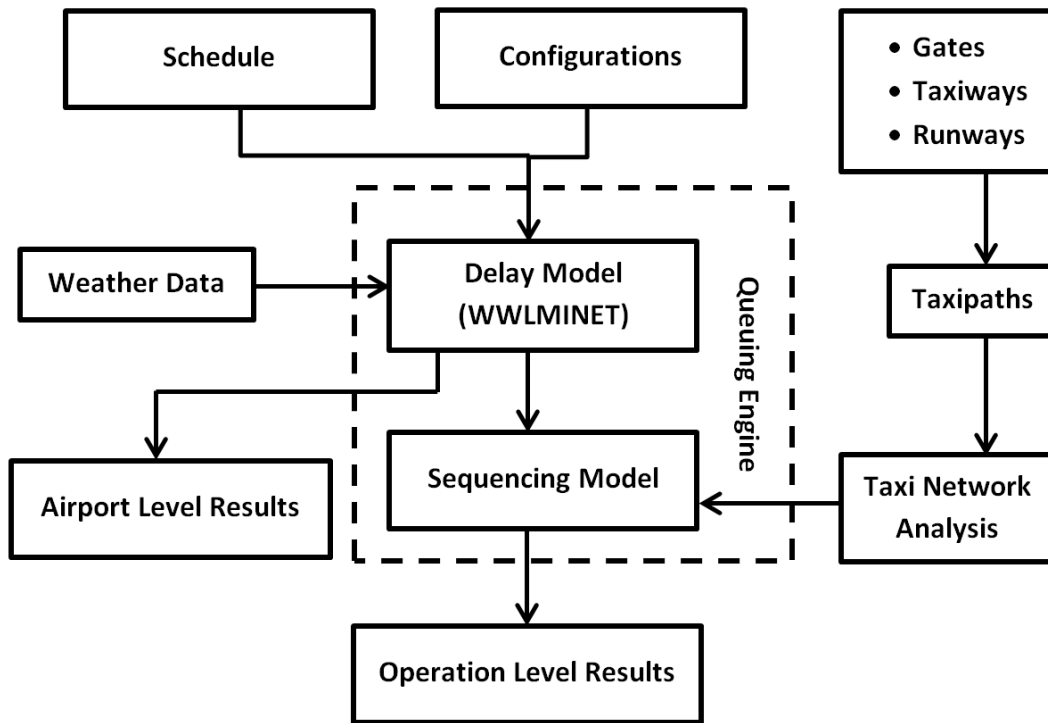 Schedule
Configurations
• Gates
• Taxiways
• Runways
Weather Data
Delay Model
(WWLMINET)
Queuing Engine
Taxipaths
Airport Level Results
Sequencing Model
Taxi Network
Analysis
Operation Level Results